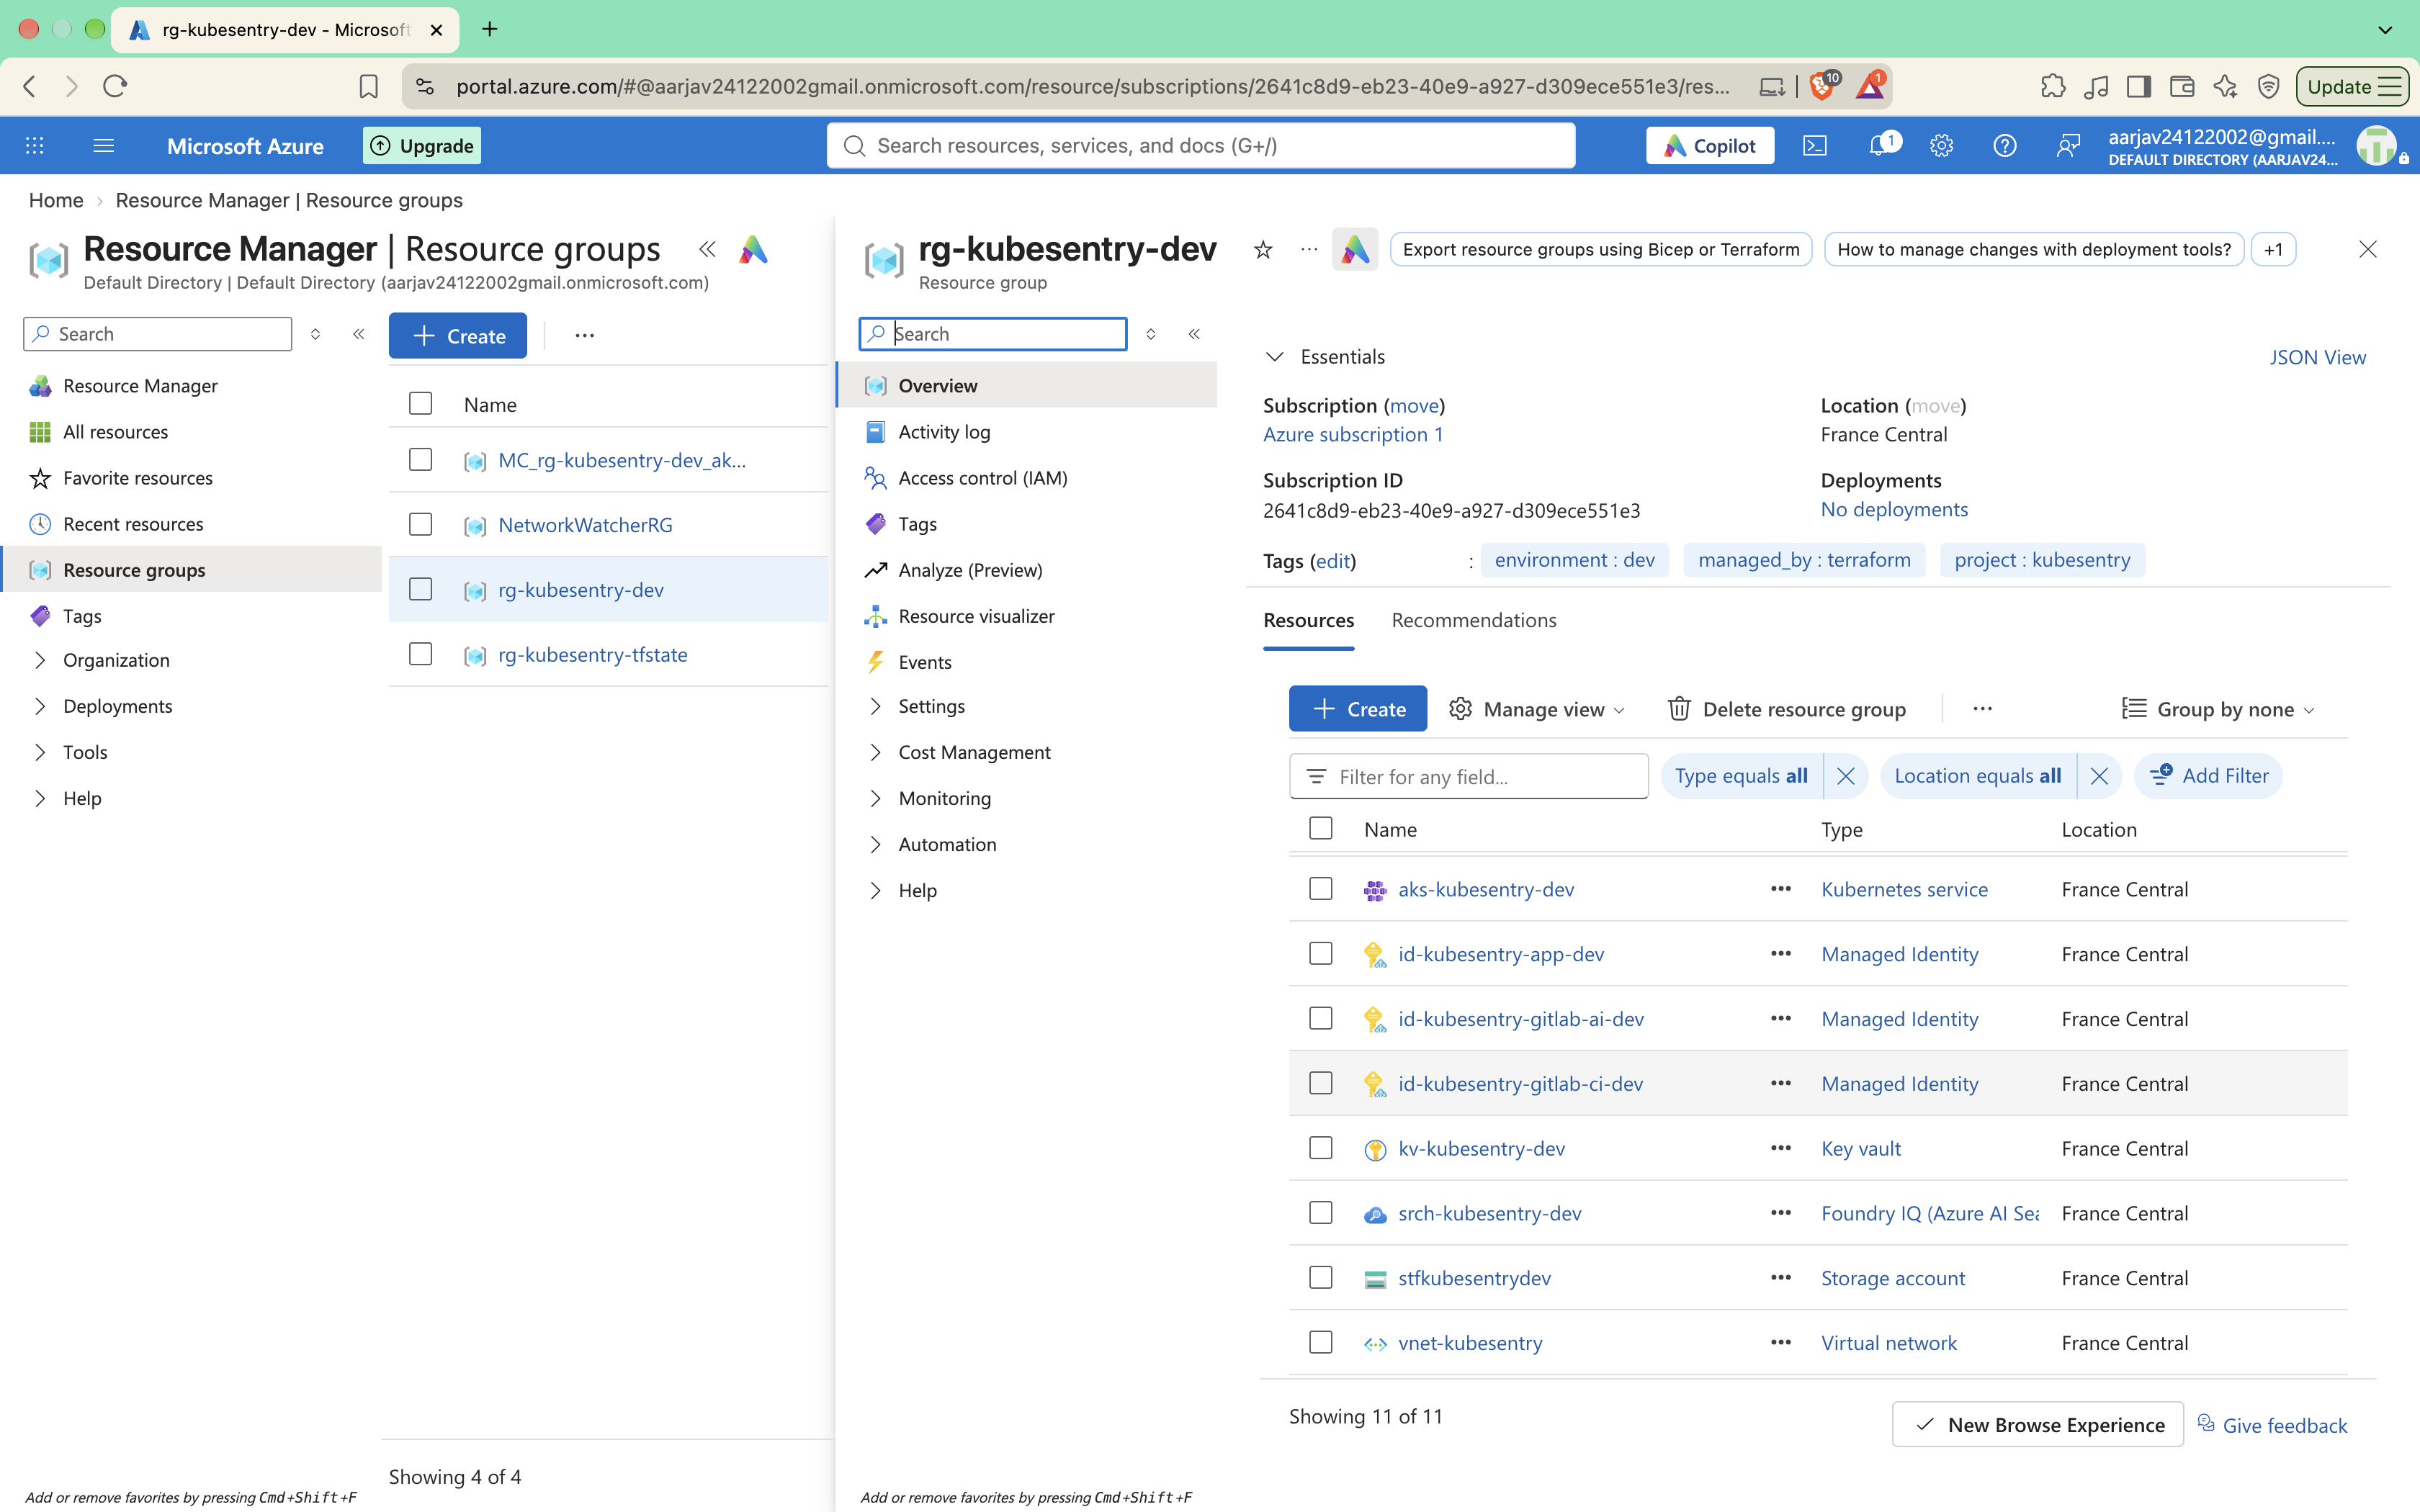 rg-kubesentry-dev - Microsoft
portal.azure.com/#@aarjav24122002gmail.onmicrosoft.com/resource/subscriptions/2641c8d9-eb23-40e9-a927-d309ece551e3/res...
10
1
Update
Microsoft Azure
Upgrade
Search resources, services, and docs (G+/)
Copilot
1
aarjav24122002@gmail....
DEFAULT DIRECTORY (AARJAV24...
Home > Resource Manager | Resource groups
Resource Manager | Resource groups
Default Directory | Default Directory (aarjav24122002gmail.onmicrosoft.com)
Search
Resource Manager
All resources
Favorite resources
Recent resources
Resource groups
Tags
Organization
Deployments
Tools
Help
Add or remove favorites by pressing Cmd+Shift+F
Create
Name
MC_rg-kubesentry-dev_ak...
NetworkWatcherRG
rg-kubesentry-dev
rg-kubesentry-tfstate
Showing 4 of 4
rg-kubesentry-dev
Resource group
Export resource groups using Bicep or Terraform
How to manage changes with deployment tools?
+1
Search
Overview
Activity log
Access control (IAM)
Tags
Analyze (Preview)
Resource visualizer
Events
Settings
Cost Management
Monitoring
Automation
Help
Add or remove favorites by pressing Cmd+Shift+F
Essentials
JSON View
Subscription (move)
Azure subscription 1
Subscription ID
2641c8d9-eb23-40e9-a927-d309ece551e3
Location (move)
France Central
Deployments
No deployments
Tags (edit) : environment : dev managed_by : terraform project : kubesentry
Resources Recommendations
Create Manage view Delete resource group Group by none
Filter for any field... Type equals all Location equals all Add Filter
Name Type Location
aks-kubesentry-dev Kubernetes service France Central
id-kubesentry-app-dev Managed Identity France Central
id-kubesentry-gitlab-ai-dev Managed Identity France Central
id-kubesentry-gitlab-ci-dev Managed Identity France Central
kv-kubesentry-dev Key vault France Central
srch-kubesentry-dev Foundry IQ (Azure AI Sea France Central
stfkubesentrydev Storage account France Central
vnet-kubesentry Virtual network France Central
Showing 11 of 11
New Browse Experience
Give feedback